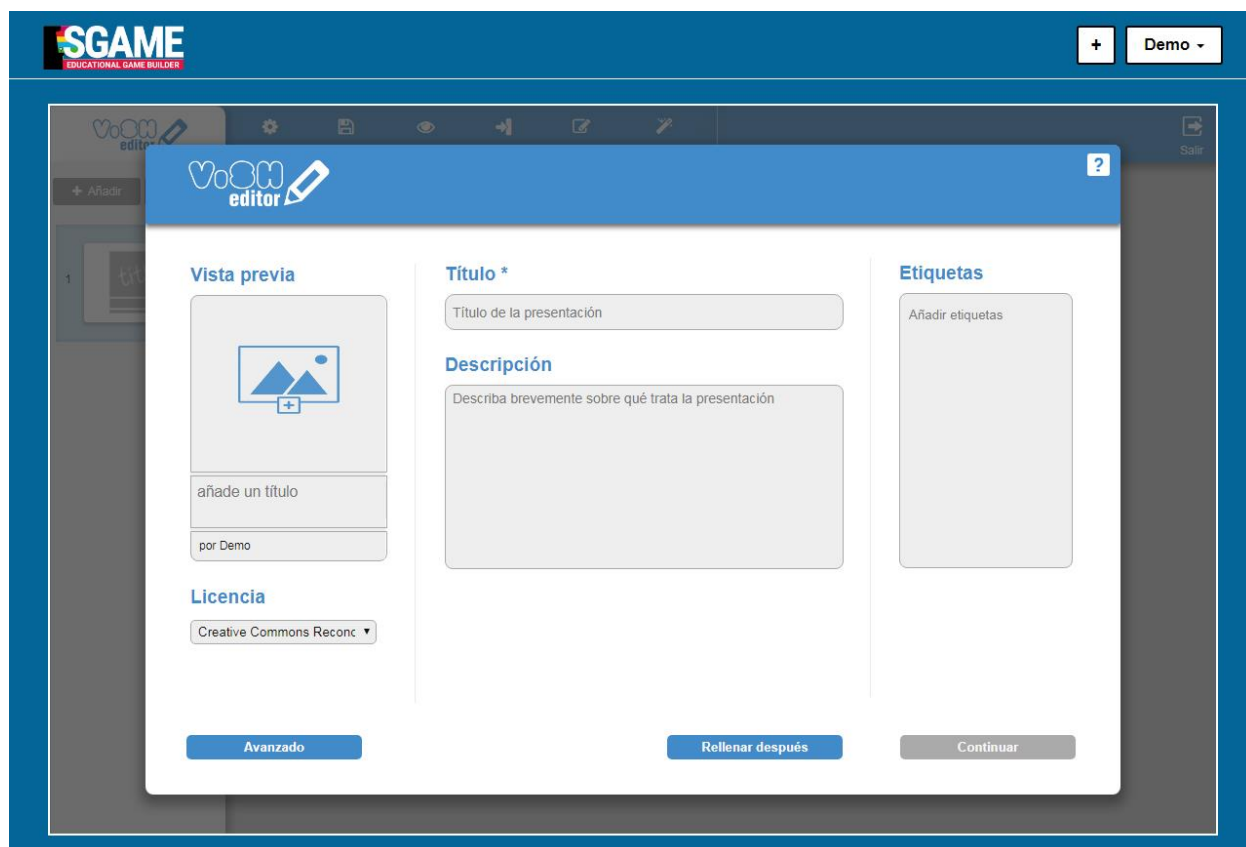 SGAME
EDUCATIONAL GAME BUILDER
+
Demo
editor
Salir
+ Añadir
1
ViSH
editor
?
Vista previa
añade un título
por Demo
Licencia
Creative Commons Reconc
Título *
Título de la presentación
Descripción
Describa brevemente sobre qué trata la presentación
Etiquetas
Añadir etiquetas
Avanzado
Rellenar después
Continuar